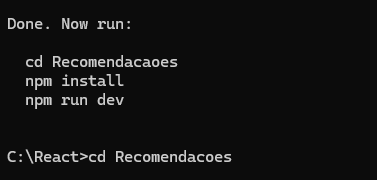 Done. Now run:
cd Recomendacaoes
npm install
npm run dev
C:\React>cd Recomendacoes